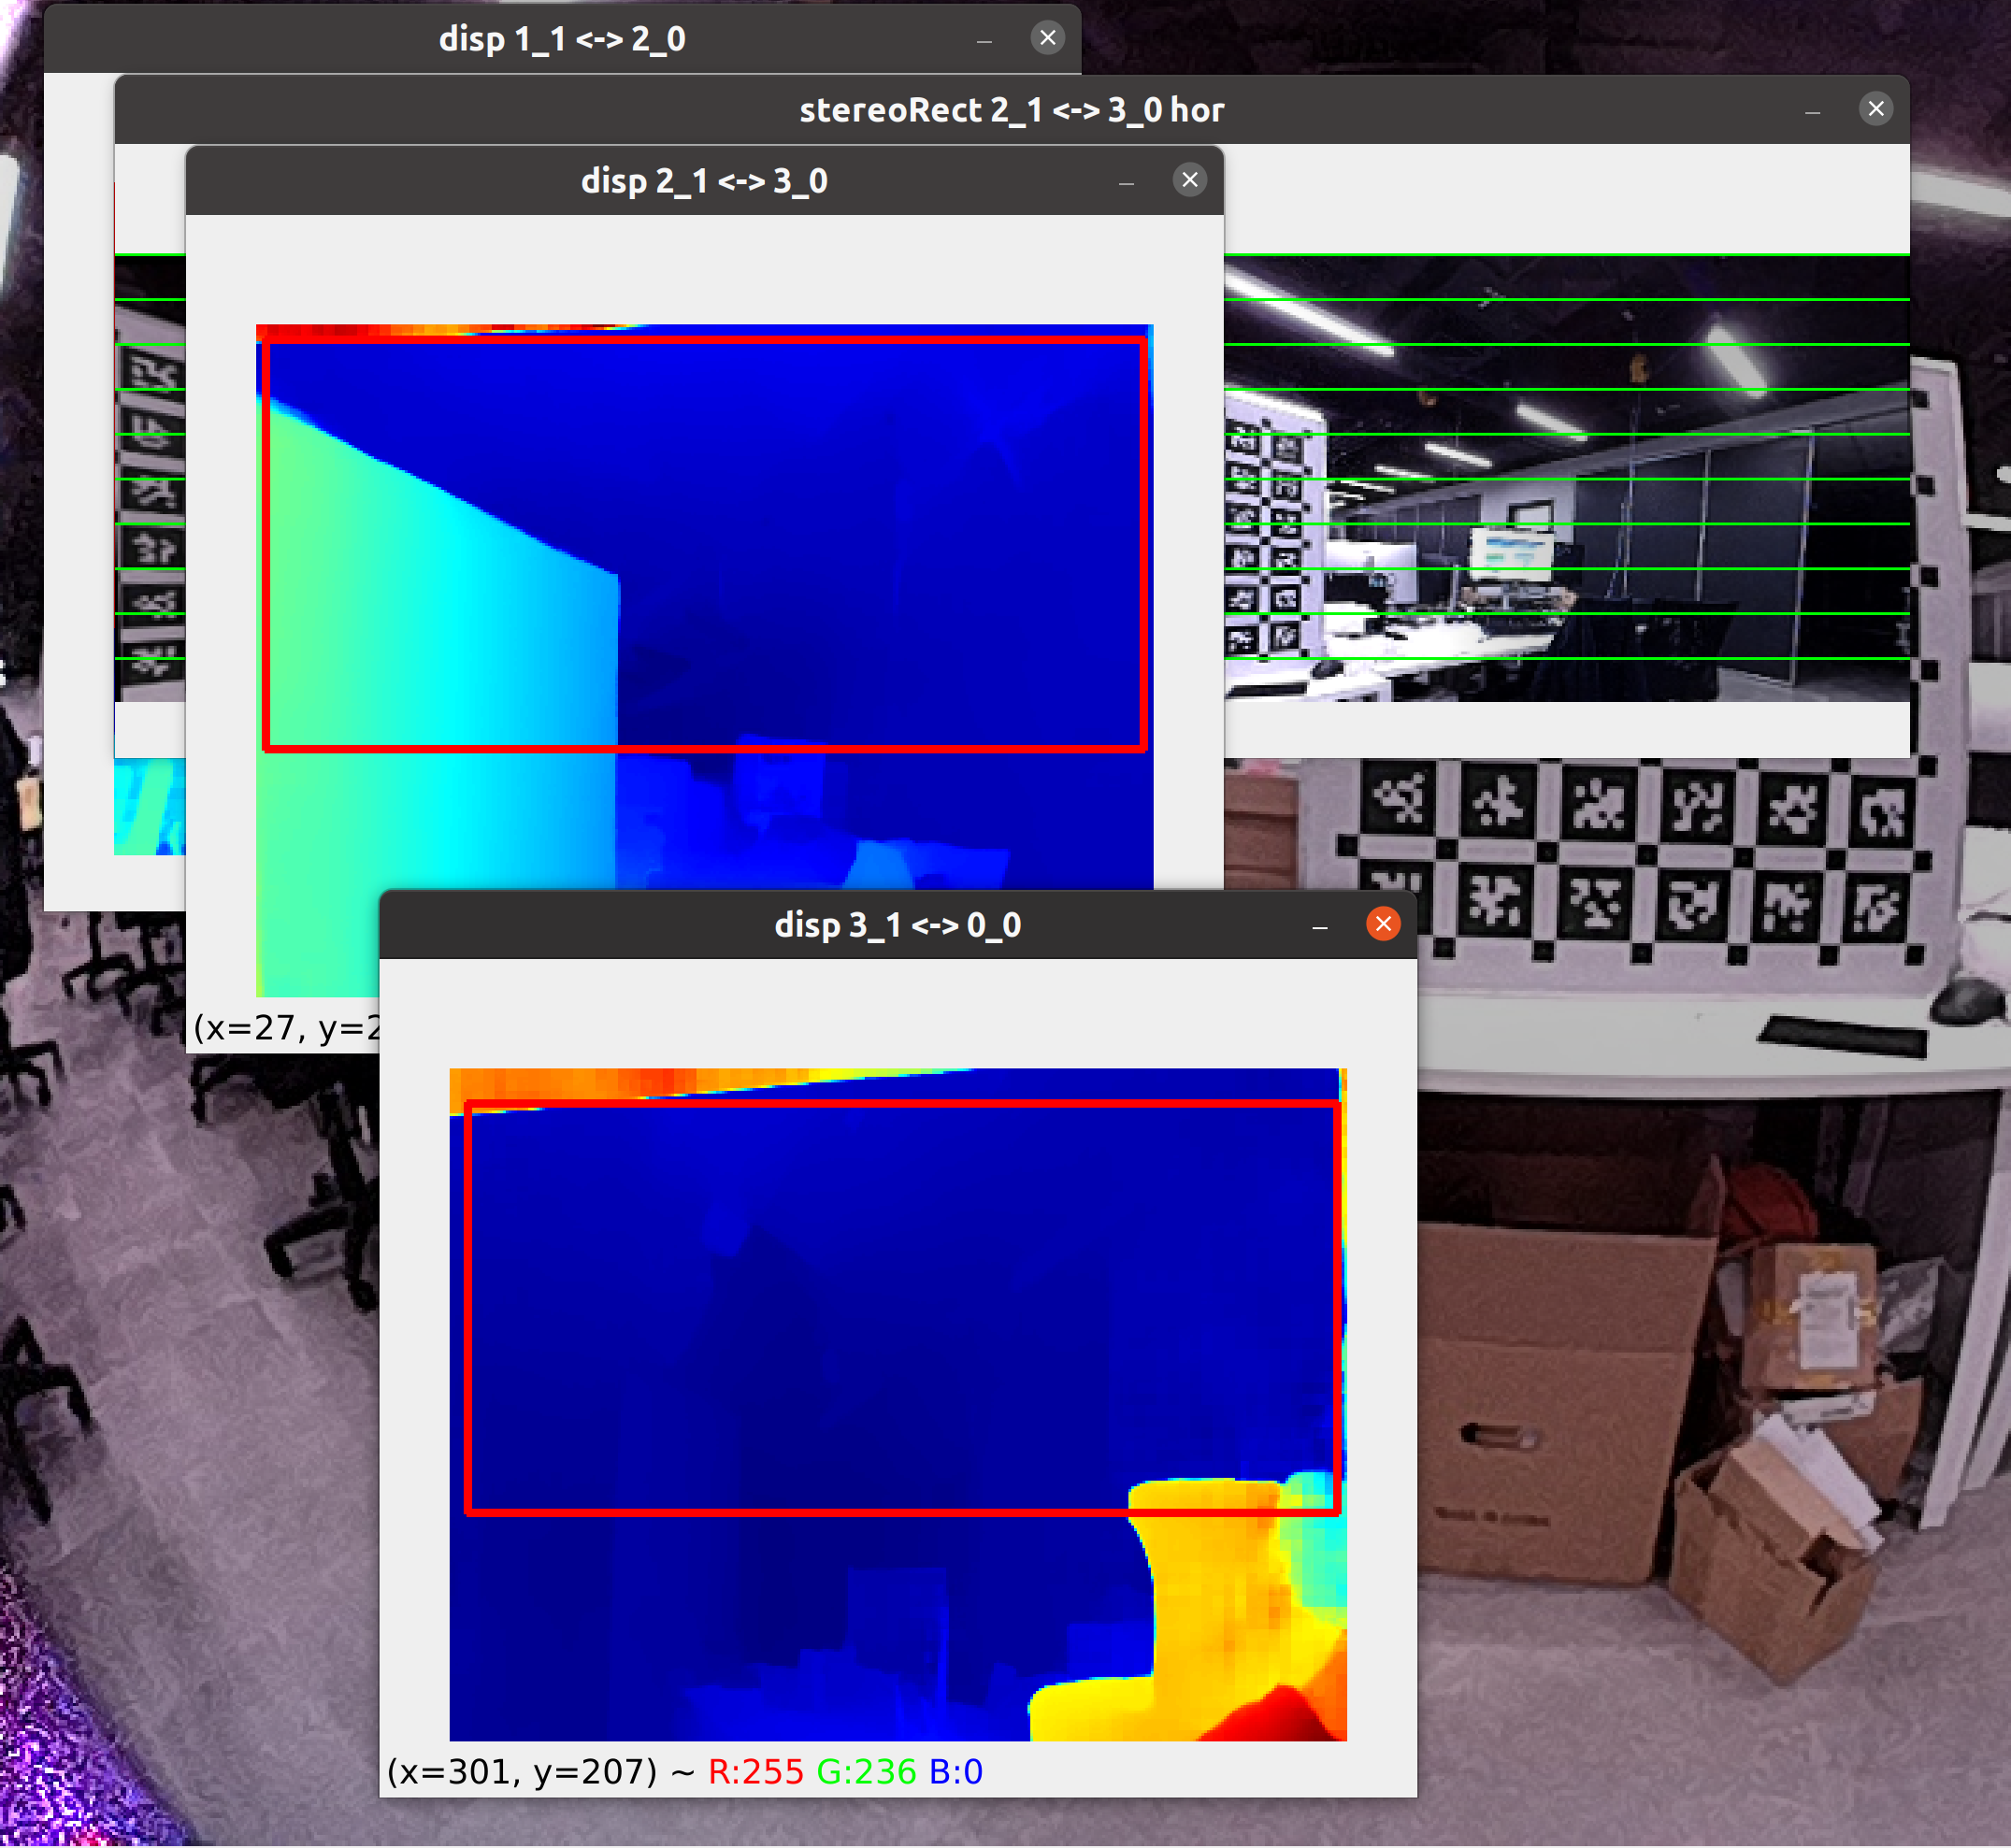 disp 1_1 <-> 2_0
stereoRect 2_1 <-> 3_0 hor
disp 2_1 <-> 3_0
(x=27, y=2
disp 3_1 <-> 0_0
(x=301, y=207) ~ R:255 G:236 B:0